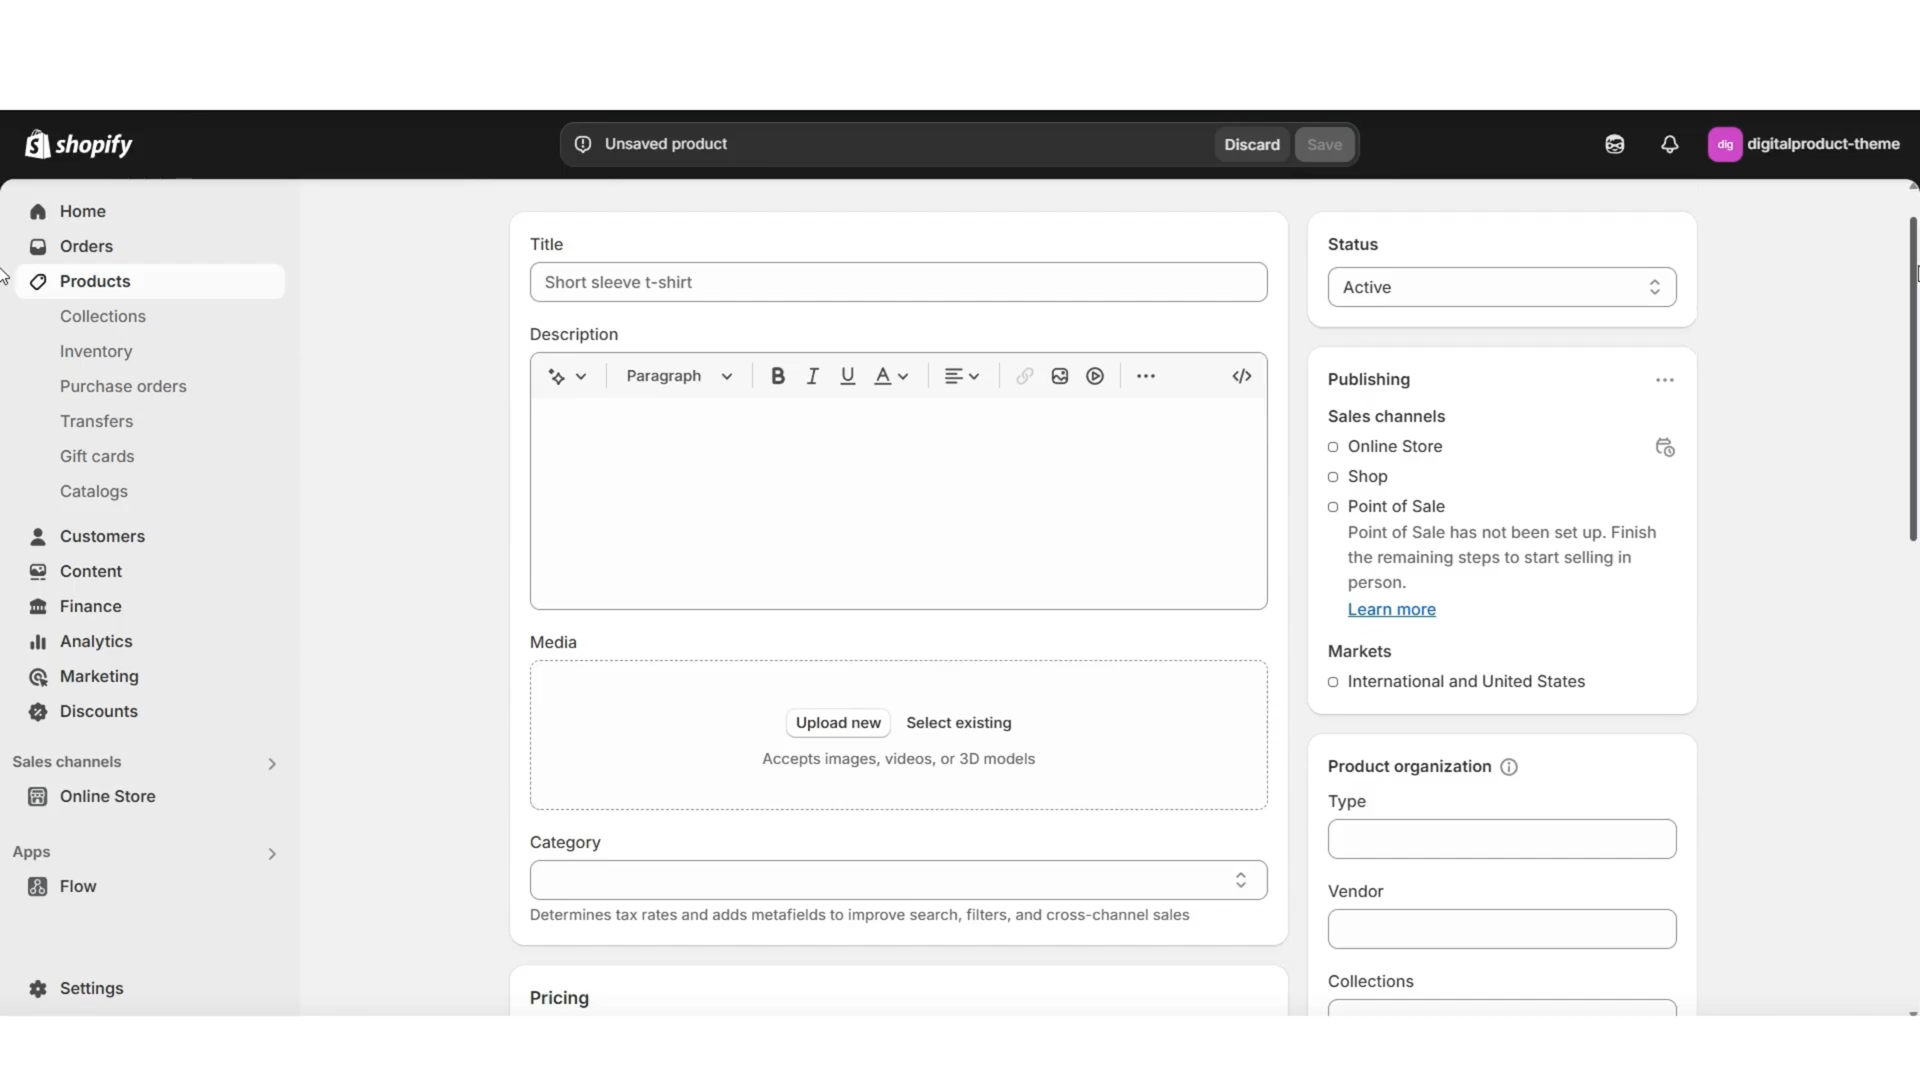 shopify
Unsaved product
Discard
Save
dig
digitalproduct-theme
Home
Orders
Products
Collections
Inventory
Purchase orders
Transfers
Gift cards
Catalogs
Customers
Content
Finance
Analytics
Marketing
Discounts
Sales channels
Online Store
Apps
Flow
Settings
Title
Short sleeve t-shirt
Description
Paragraph
B I U A
Media
Upload new
Select existing
Accepts images, videos, or 3D models
Category
Determines tax rates and adds metafields to improve search, filters, and cross-channel sales
Pricing
Status
Active
Publishing
Sales channels
Online Store
Shop
Point of Sale
Point of Sale has not been set up. Finish
the remaining steps to start selling in
person.
Learn more
Markets
International and United States
Product organization
Type
Vendor
Collections